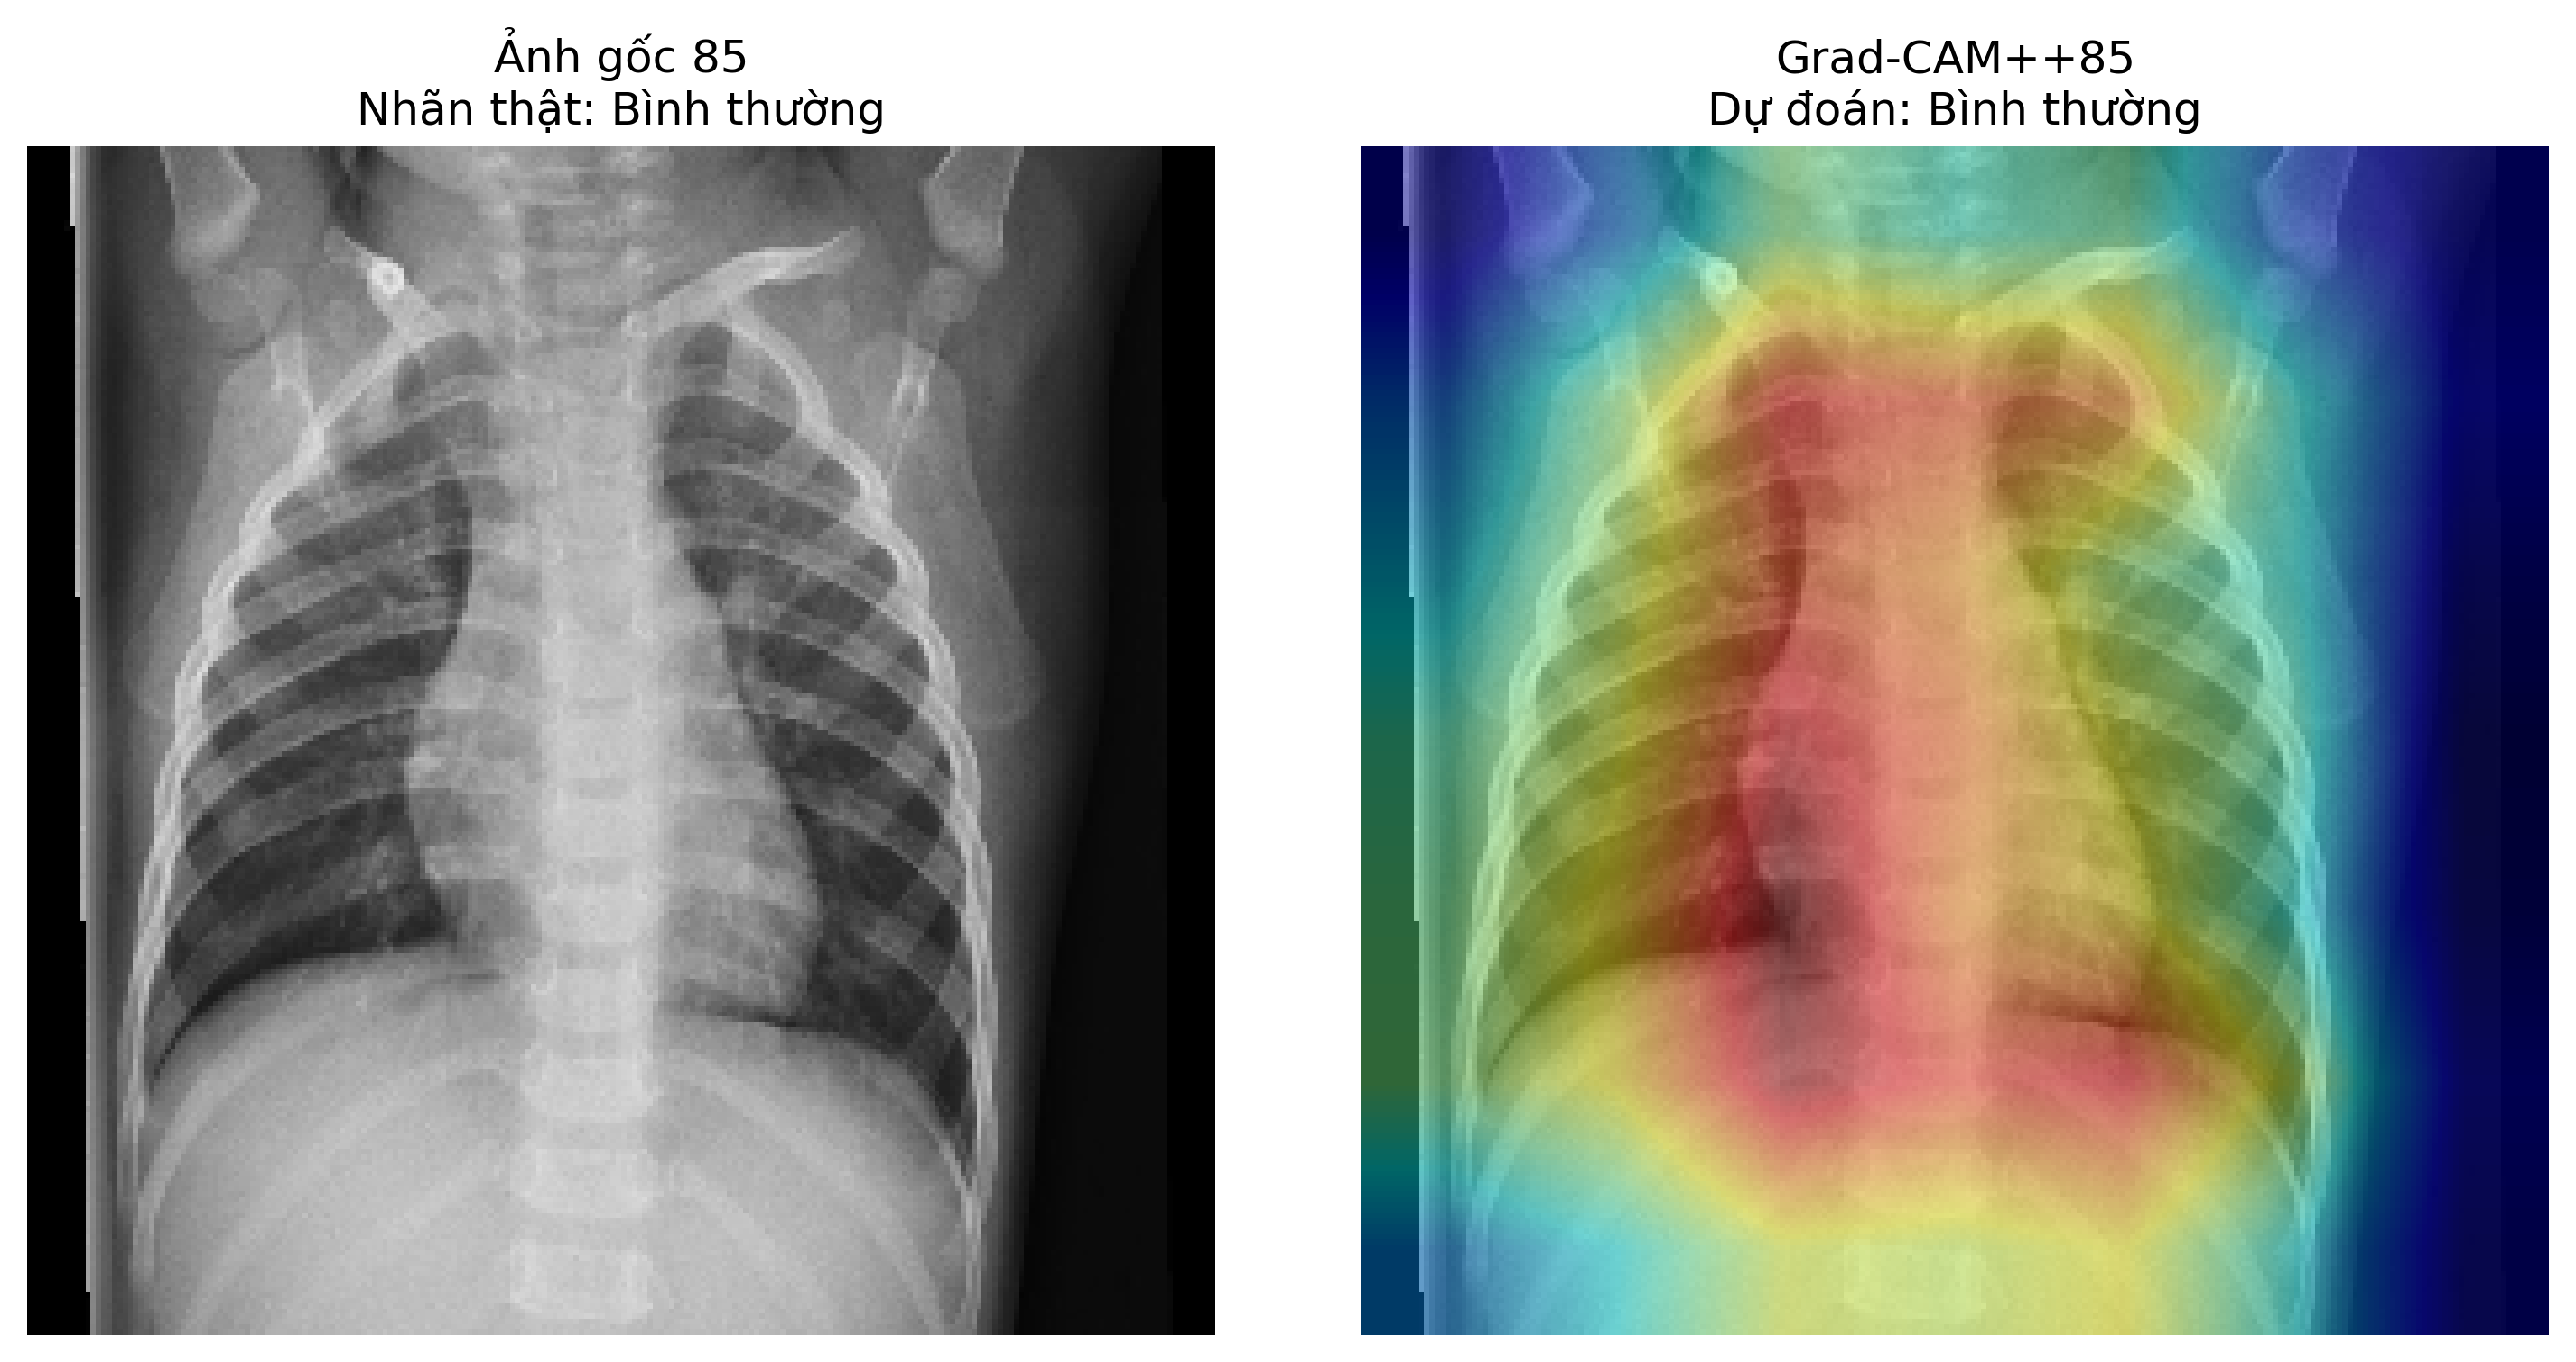 Ảnh gốc 85
Nhãn thật: Bình thường
Grad-CAM++85
Dự đoán: Bình thường